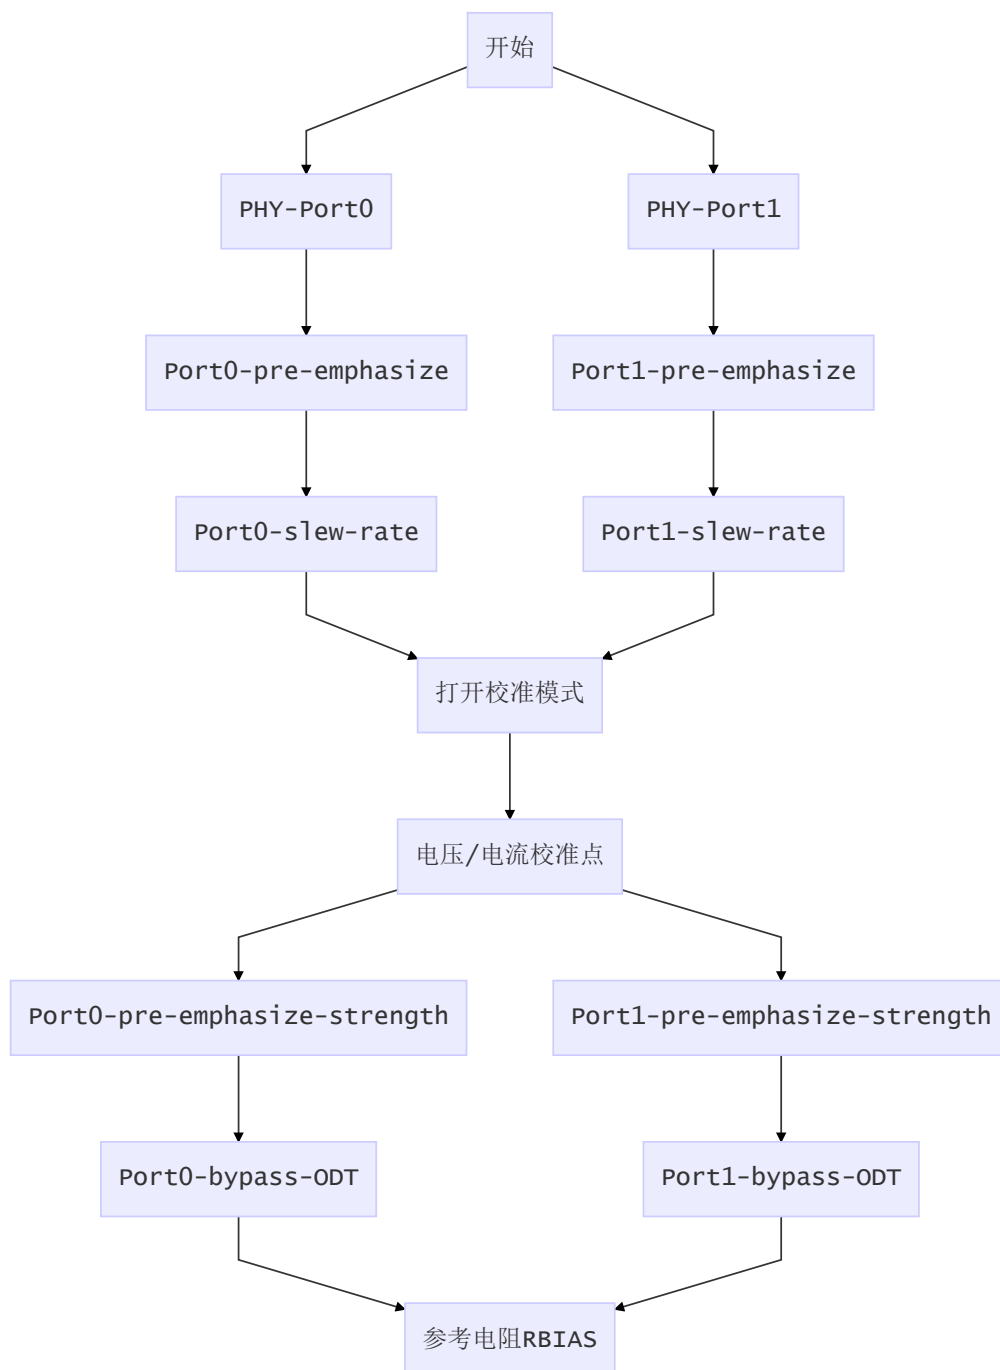 开始
PHY-Port0
PHY-Port1
Port0-pre-emphasize
Port1-pre-emphasize
Port0-slew-rate
Port1-slew-rate
打开校准模式
电压/电流校准点
Port0-pre-emphasize-strength
Port1-pre-emphasize-strength
Port0-bypass-ODT
Port1-bypass-ODT
参考电阻RBIAS